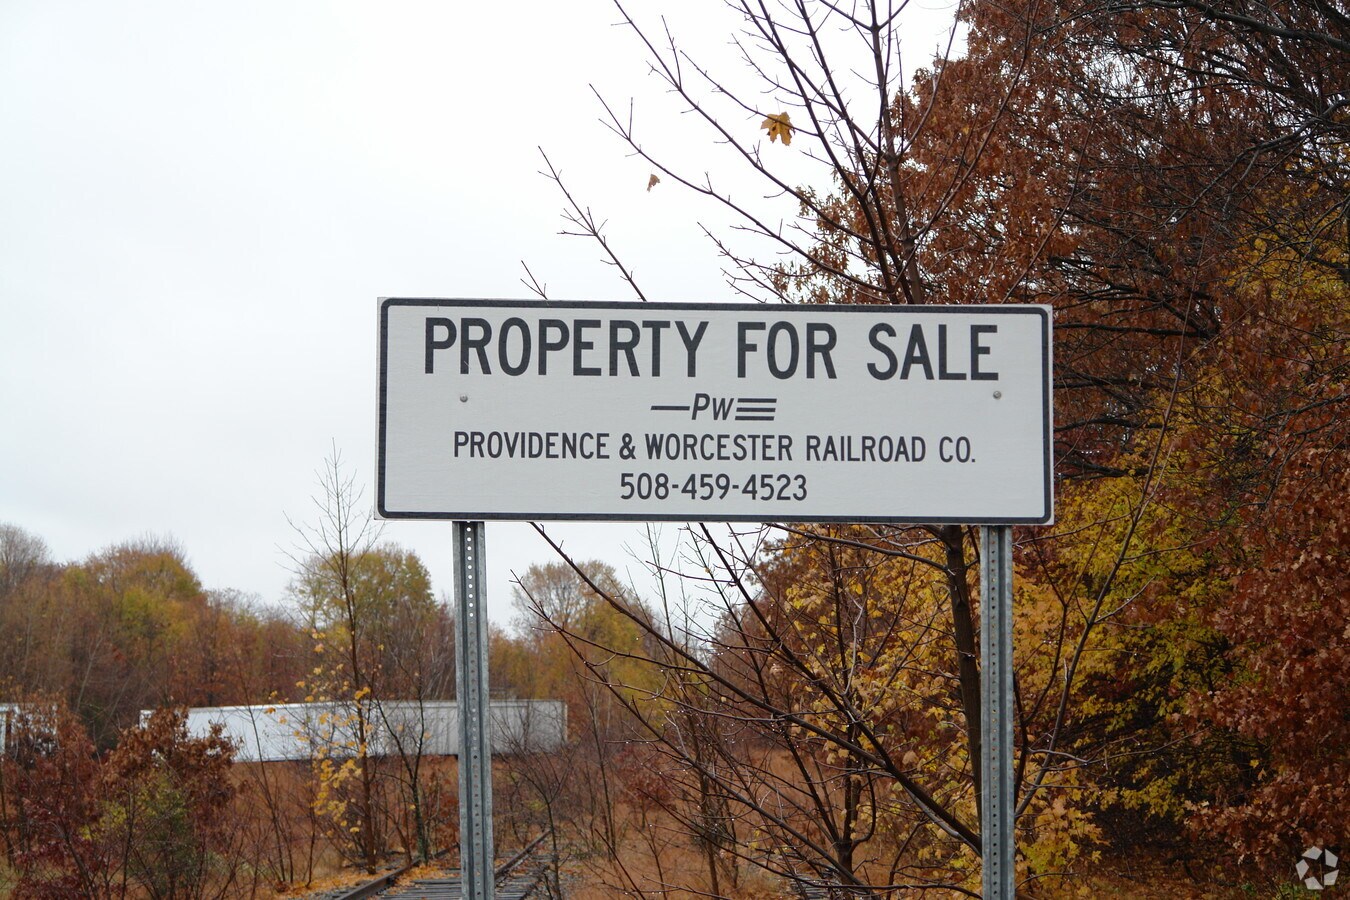 PROPERTY FOR SALE
PW
PROVIDENCE & WORCESTER RAILROAD CO.
508-459-4523